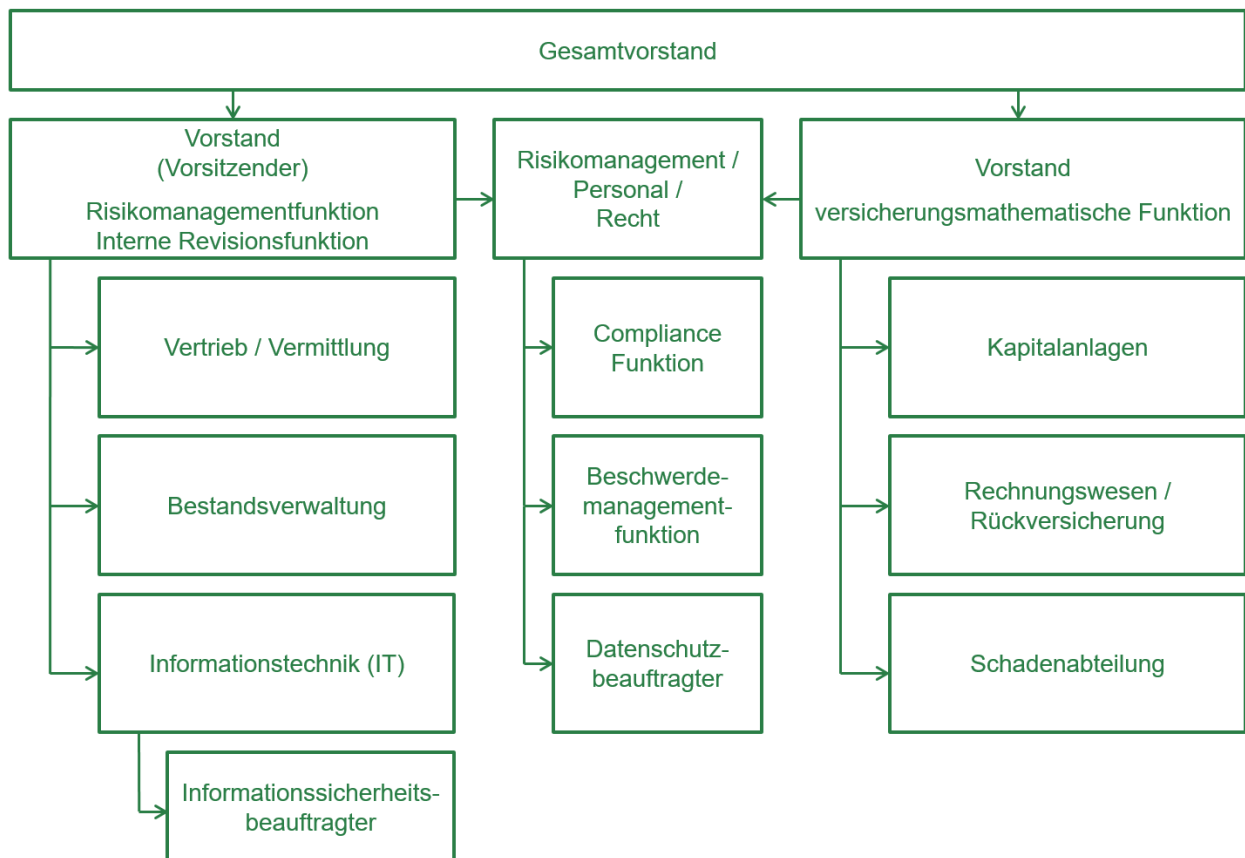 Gesamtvorstand
Vorstand
(Vorsitzender)
Risikomanagementfunktion
Interne Revisionsfunktion
Risikomanagement /
Personal /
Recht
Vorstand
versicherungsmathematische Funktion
Vertrieb / Vermittlung
Compliance
Funktion
Kapitalanlagen
Bestandsverwaltung
Beschwerde-
management-
funktion
Rechnungswesen /
Rückversicherung
Informationstechnik (IT)
Datenschutz-
beauftragter
Schadenabteilung
Informationssicherheits-
beauftragter